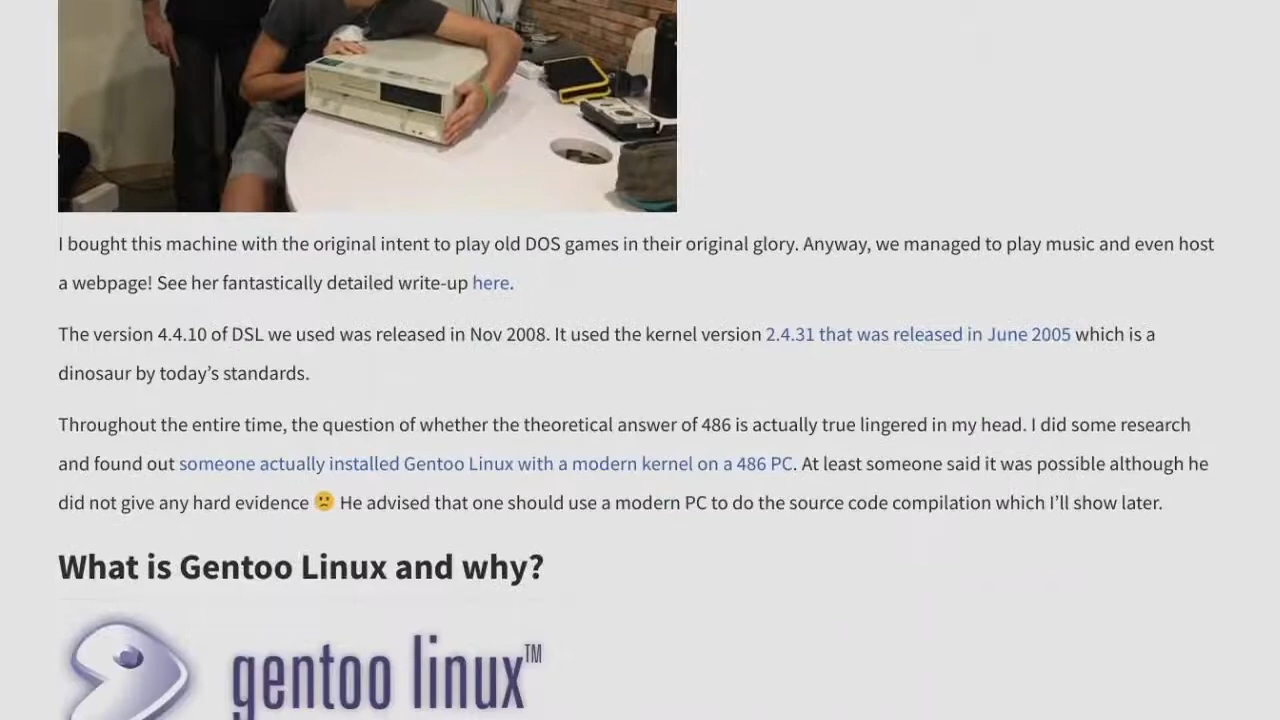 I bought this machine with the original intent to play old DOS games in their original glory. Anyway, we managed to play music and even host
a webpage! See her fantastically detailed write-up here.
The version 4.4.10 of DSL we used was released in Nov 2008. It used the kernel version 2.4.31 that was released in June 2005 which is a
dinosaur by today’s standards.
Throughout the entire time, the question of whether the theoretical answer of 486 is actually true lingered in my head. I did some research
and found out someone actually installed Gentoo Linux with a modern kernel on a 486 PC. At least someone said it was possible although he
did not give any hard evidence 🙁 He advised that one should use a modern PC to do the source code compilation which I’ll show later.
What is Gentoo Linux and why?
gentoo linux™